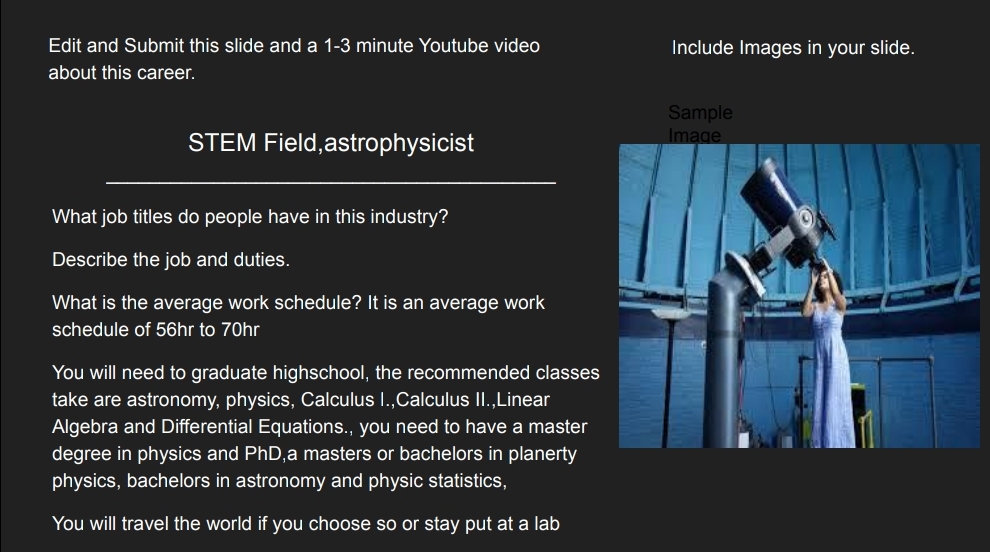 Edit and Submit this slide and a 1-3 minute Youtube video
about this career.
Include Images in your slide.
Sample
Image
STEM Field,astrophysicist
What job titles do people have in this industry?
Describe the job and duties.
What is the average work schedule? It is an average work
schedule of 56hr to 70hr
You will need to graduate highschool, the recommended classes
take are astronomy, physics, Calculus I.,Calculus II.,Linear
Algebra and Differential Equations., you need to have a master
degree in physics and PhD,a masters or bachelors in planerty
physics, bachelors in astronomy and physic statistics,
You will travel the world if you choose so or stay put at a lab